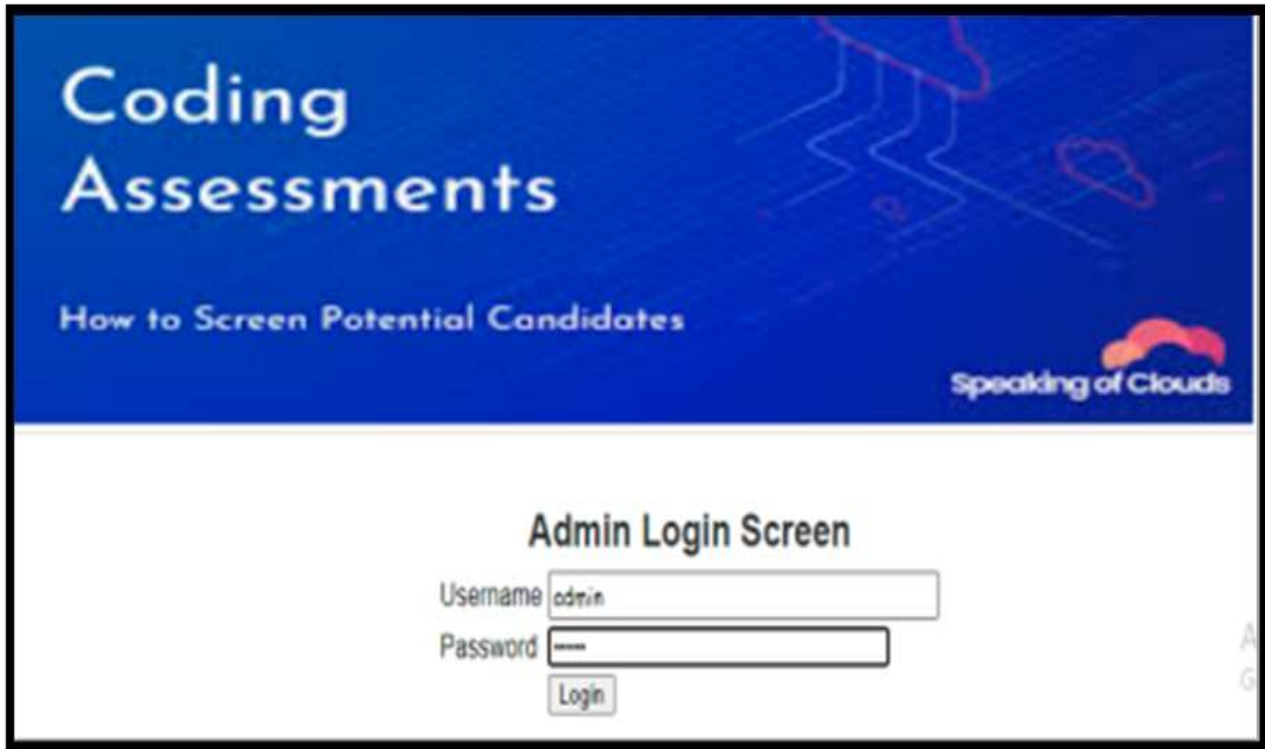 Coding
Assessments
How to Screen Potential Candidates
Speaking of Clouds
Admin Login Screen
Username admin
Password -----
Login
A
G